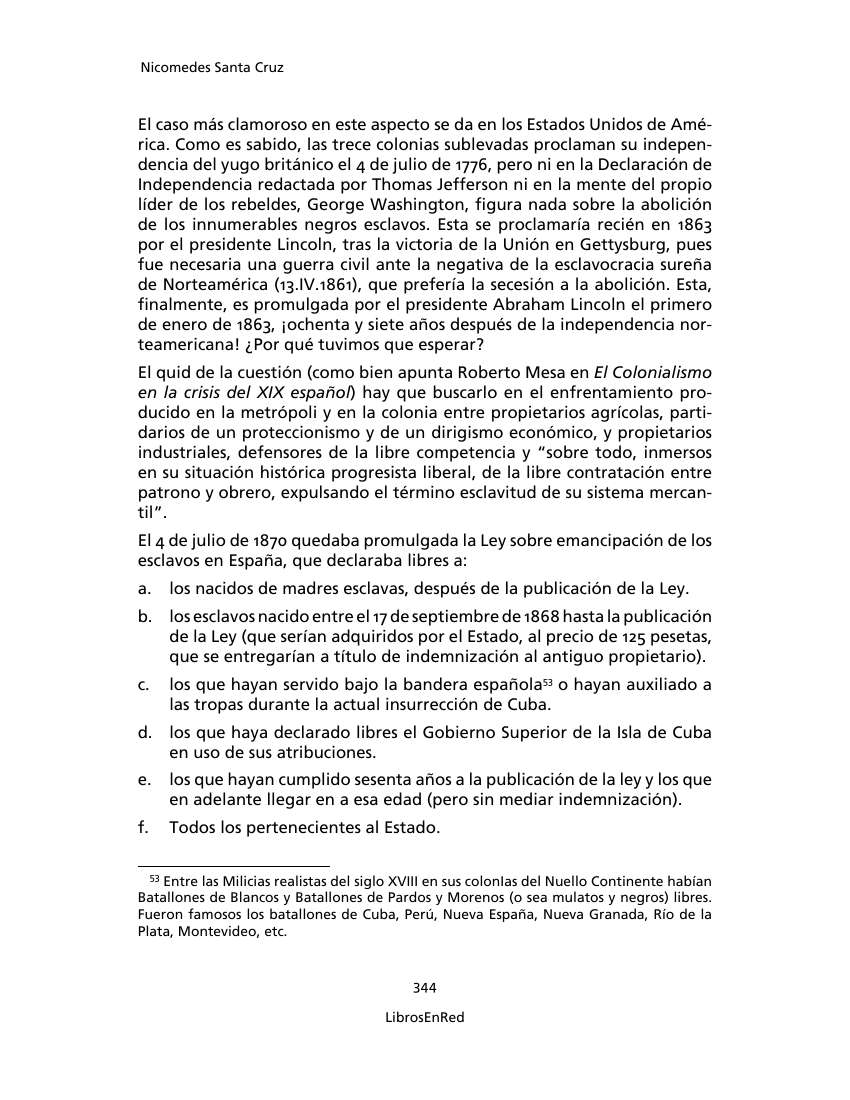 Nicomedes Santa Cruz
El caso más clamoroso en este aspecto se da en los Estados Unidos de Amé-
rica. Como es sabido, las trece colonias sublevadas proclaman su indepen-
dencia del yugo británico el 4 de julio de 1776, pero ni en la Declaración de
Independencia redactada por Thomas Jefferson ni en la mente del propio
líder de los rebeldes, George Washington, figura nada sobre la abolición
de los innumerables negros esclavos. Esta se proclamaría recién en 1863
por el presidente Lincoln, tras la victoria de la Unión en Gettysburg, pues
fue necesaria una guerra civil ante la negativa de la esclavocracia sureña
de Norteamérica (13.IV.1861), que prefería la secesión a la abolición. Esta,
finalmente, es promulgada por el presidente Abraham Lincoln el primero
de enero de 1863, ¡ochenta y siete años después de la independencia nor-
teamericana! ¿Por qué tuvimos que esperar?
El quid de la cuestión (como bien apunta Roberto Mesa en El Colonialismo
en la crisis del XIX español) hay que buscarlo en el enfrentamiento pro-
ducido en la metrópoli y en la colonia entre propietarios agrícolas, parti-
darios de un proteccionismo y de un dirigismo económico, y propietarios
industriales, defensores de la libre competencia y “sobre todo, inmersos
en su situación histórica progresista liberal, de la libre contratación entre
patrono y obrero, expulsando el término esclavitud de su sistema mercan-
til”.
El 4 de julio de 1870 quedaba promulgada la Ley sobre emancipación de los
esclavos en España, que declaraba libres a:
a. los nacidos de madres esclavas, después de la publicación de la Ley.
b. los esclavos nacido entre el 17 de septiembre de 1868 hasta la publicación
de la Ley (que serían adquiridos por el Estado, al precio de 125 pesetas,
que se entregarían a título de indemnización al antiguo propietario).
c. los que hayan servido bajo la bandera española53 o hayan auxiliado a
las tropas durante la actual insurrección de Cuba.
d. los que haya declarado libres el Gobierno Superior de la Isla de Cuba
en uso de sus atribuciones.
e. los que hayan cumplido sesenta años a la publicación de la ley y los que
en adelante llegar en a esa edad (pero sin mediar indemnización).
f. Todos los pertenecientes al Estado.
53 Entre las Milicias realistas del siglo XVIII en sus colonIas del Nuello Continente habían
Batallones de Blancos y Batallones de Pardos y Morenos (o sea mulatos y negros) libres.
Fueron famosos los batallones de Cuba, Perú, Nueva España, Nueva Granada, Río de la
Plata, Montevideo, etc.
344
LibrosEnRed